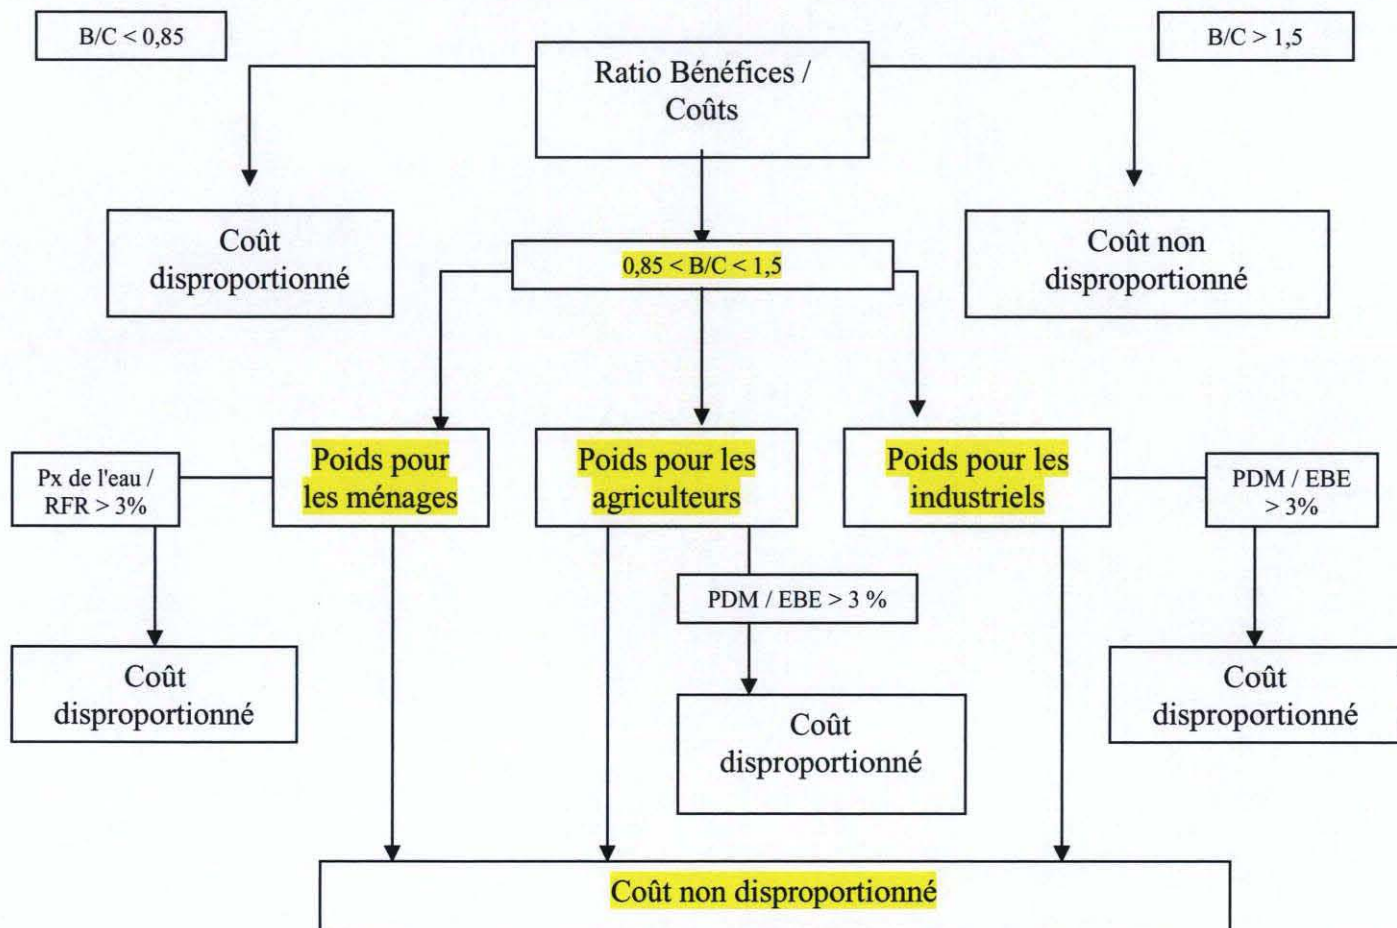 B/C < 0,85
B/C > 1,5
Ratio Bénéfices /
Coûts
Coût
disproportionné
0,85 < B/C < 1,5
Coût non
disproportionné
Poids pour
les ménages
Poids pour les
agriculteurs
Poids pour les
industriels
Px de l'eau /
RFR > 3%
PDM / EBE
> 3%
PDM / EBE > 3 %
Coût
disproportionné
Coût
disproportionné
Coût
disproportionné
Coût non disproportionné